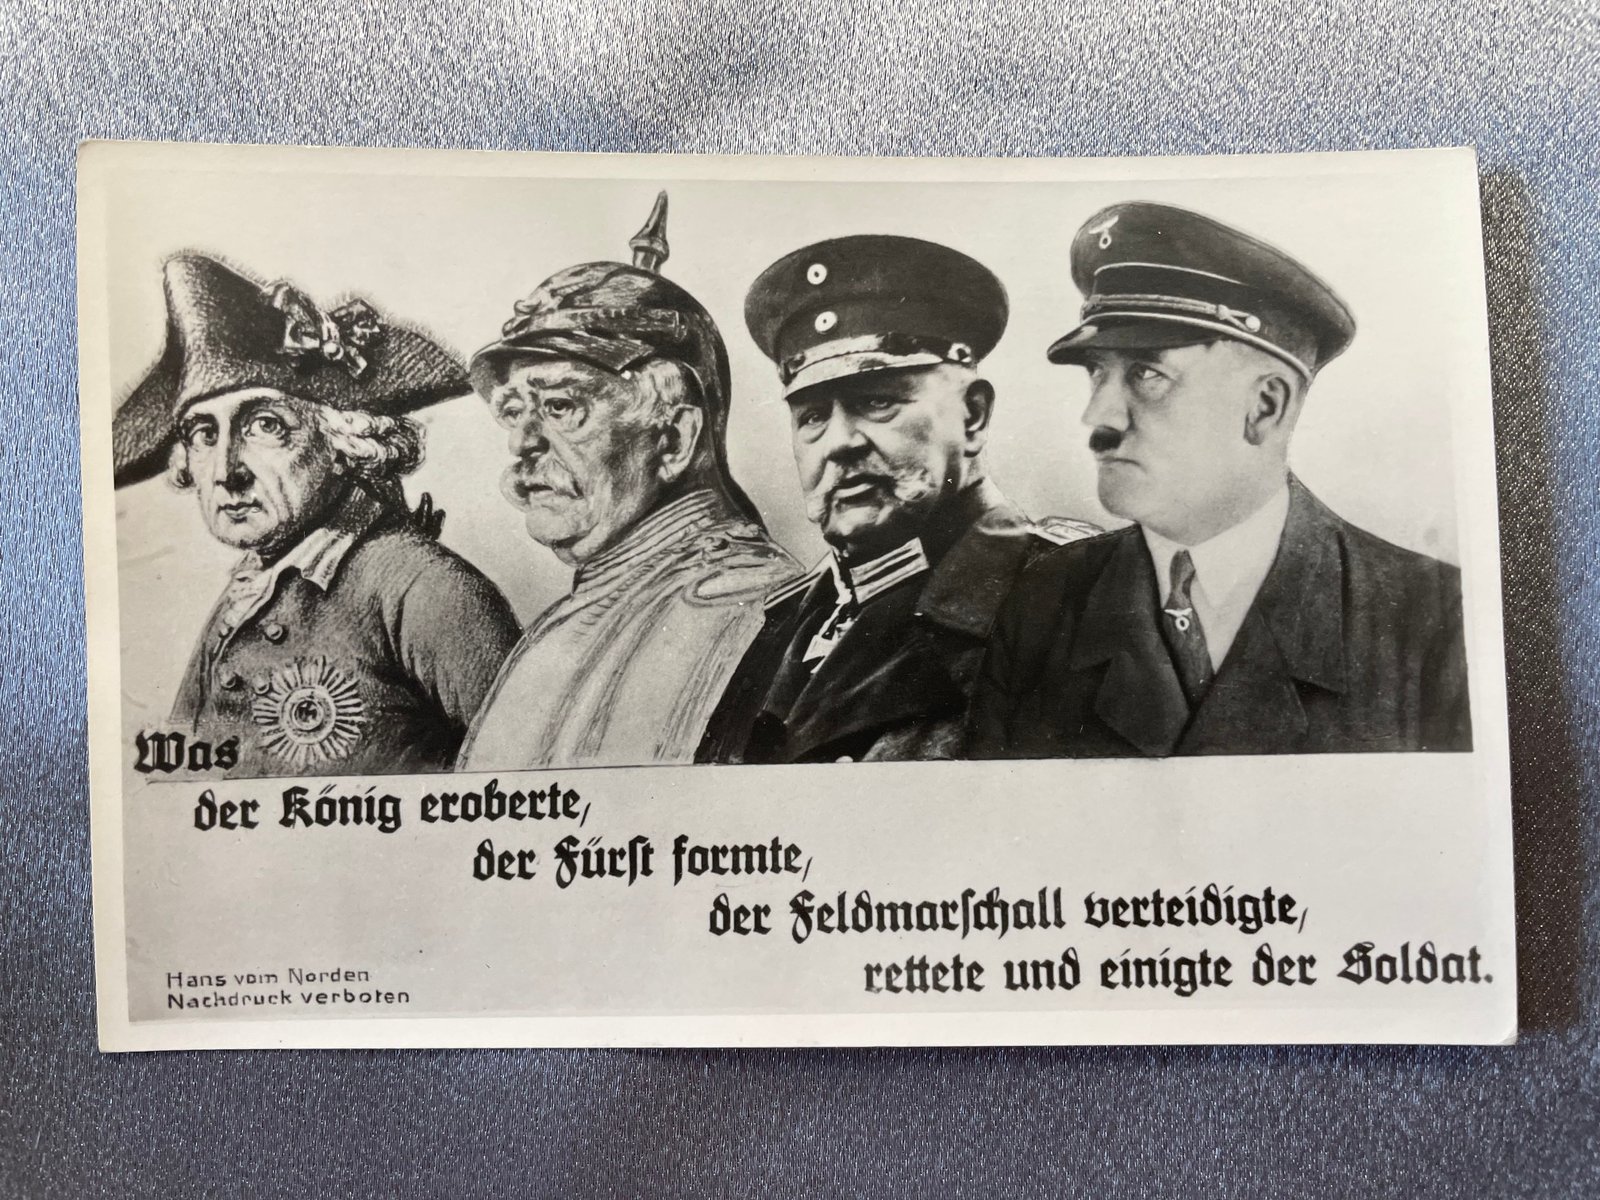 Was
der König eroberte,
der Fürst formte,
der Feldmarschall verteidigte,
rettete und einigte der Soldat.
Hans vom Norden
Nachdruck verboten